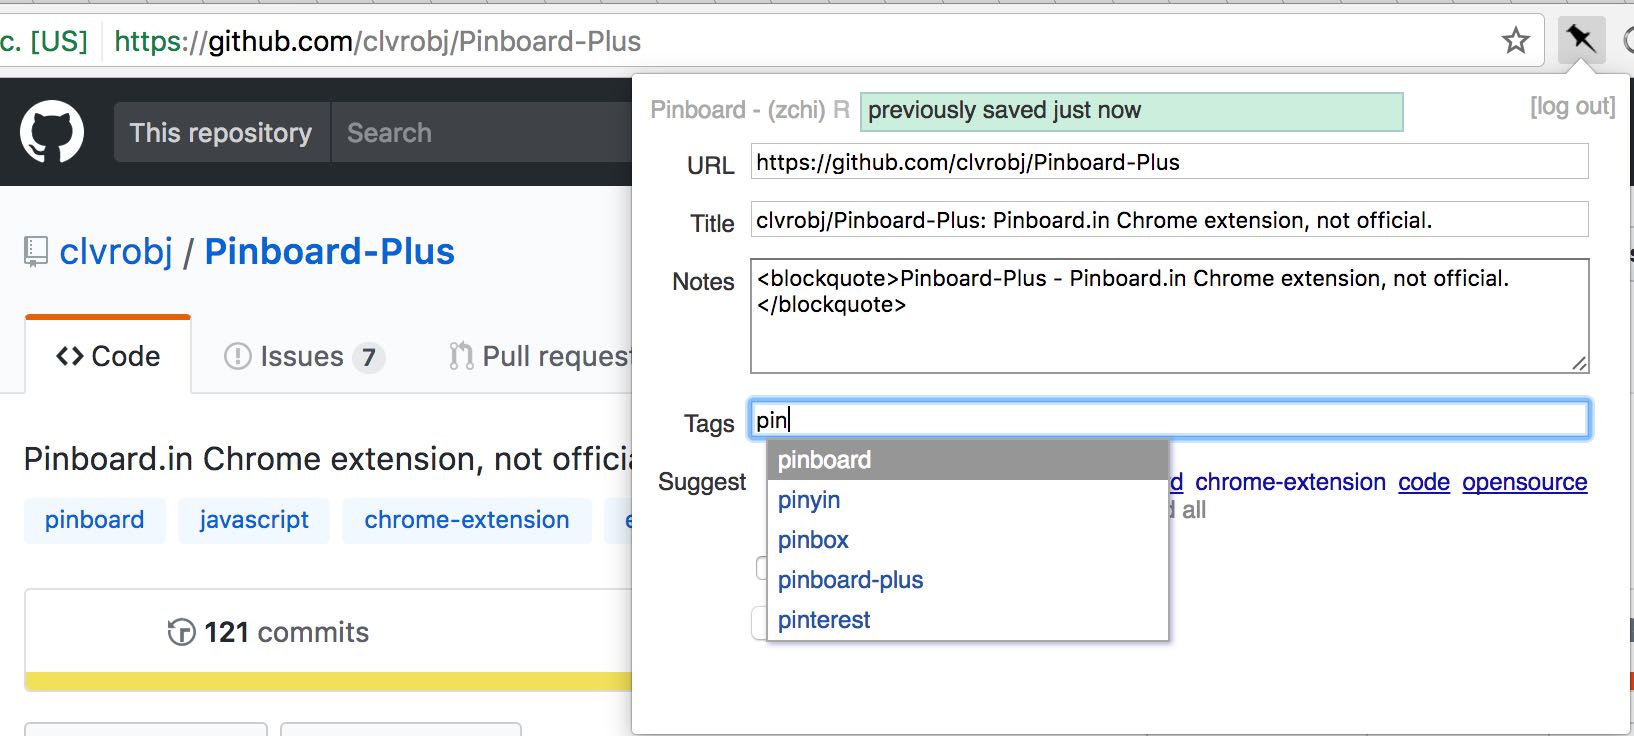 c. [US] https://github.com/clvrobj/Pinboard-Plus
This repository Search
clvrobj / Pinboard-Plus
Code Issues 7 Pull request
Pinboard.in Chrome extension, not offici
pinboard javascript chrome-extension e
121 commits
Pinboard - (zchi) R previously saved just now [log out]
URL https://github.com/clvrobj/Pinboard-Plus
Title clvrobj/Pinboard-Plus: Pinboard.in Chrome extension, not official.
Notes <blockquote>Pinboard-Plus - Pinboard.in Chrome extension, not official.
</blockquote>
Tags pin
pinboard
Suggest d chrome-extension code opensource
pinyin
all
pinbox
pinboard-plus
pinterest